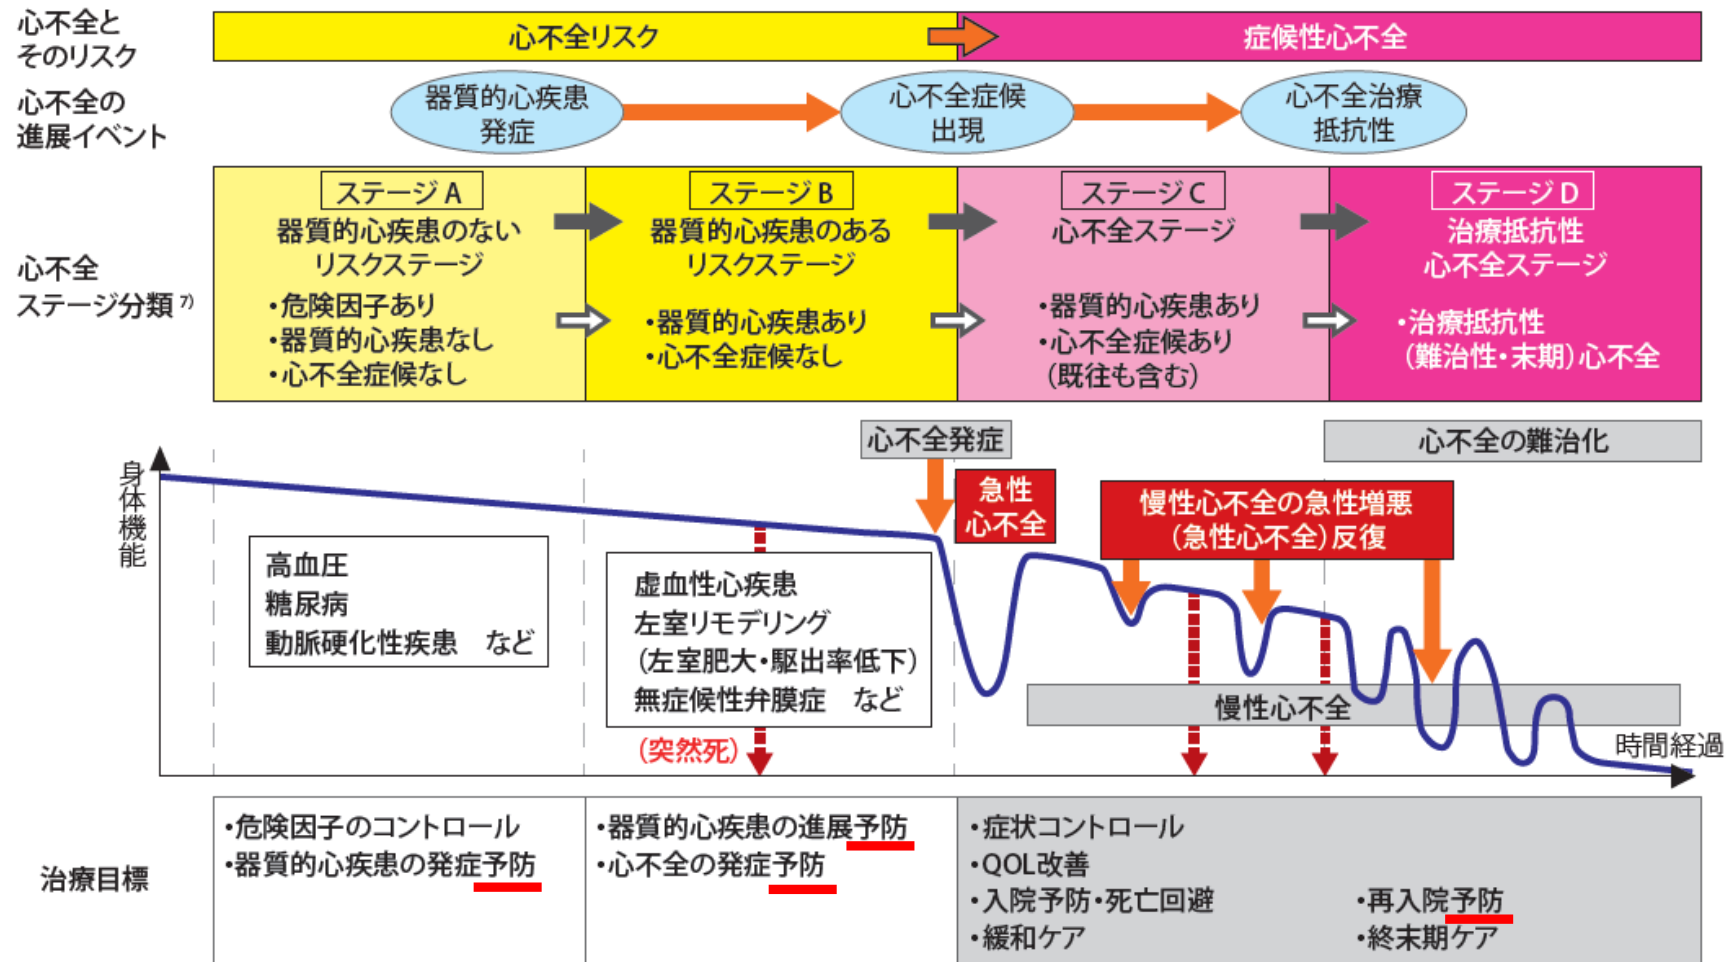 心不全と
そのリスク
心不全リスク
症候性心不全
心不全の
進展イベント
器質的心疾患
発症
心不全症候
出現
心不全治療
抵抗性
心不全
ステージ分類 7)
ステージA
器質的心疾患のない
リスクステージ
・危険因子あり
・器質的心疾患なし
・心不全症候なし
ステージB
器質的心疾患のある
リスクステージ
・器質的心疾患あり
・心不全症候なし
ステージC
心不全ステージ
・器質的心疾患あり
・心不全症候あり
(既往も含む)
ステージD
治療抵抗性
心不全ステージ
・治療抵抗性
(難治性・末期)心不全
身体機能
心不全発症
心不全の難治化
急性
心不全
慢性心不全の急性増悪
(急性心不全)反復
高血圧
糖尿病
動脈硬化性疾患 など
虚血性心疾患
左室リモデリング
(左室肥大・駆出率低下)
無症候性弁膜症 など
(突然死)
慢性心不全
時間経過
治療目標
・危険因子のコントロール
・器質的心疾患の発症予防
・器質的心疾患の進展予防
・心不全の発症予防
・症状コントロール
・QOL改善
・入院予防・死亡回避
・緩和ケア
・再入院予防
・終末期ケア